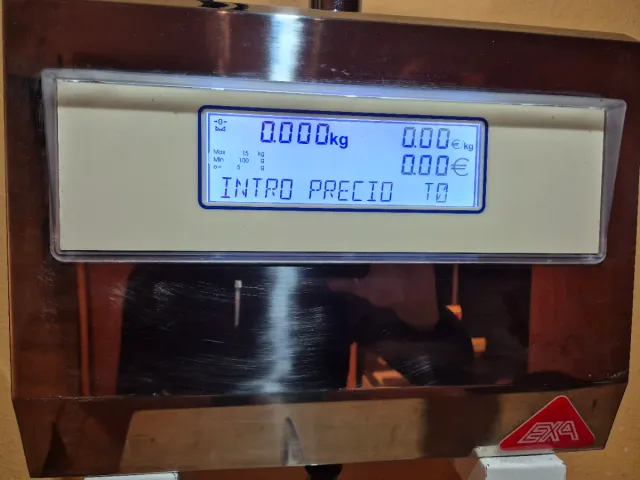 -0- 0.000kg 0.00€/kg
Max 15 kg
Min 100 g 0.00€
e= 5 g
INTRO PRECIO T0
EXA